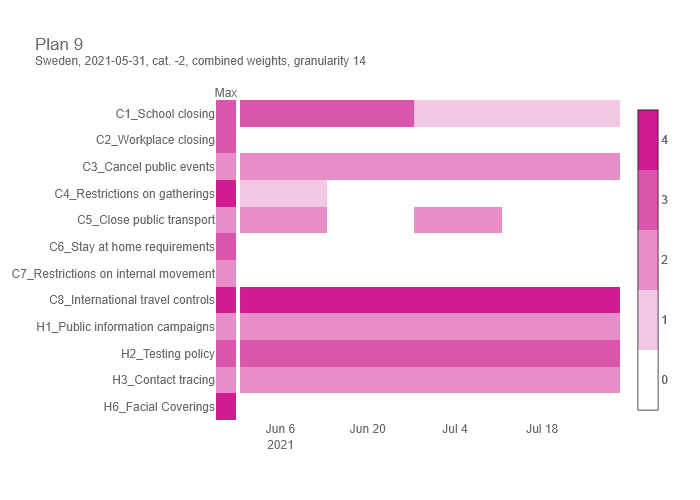 Plan 9
Sweden, 2021-05-31, cat. -2, combined weights, granularity 14
Max
C1_School closing
C2_Workplace closing
C3_Cancel public events
C4_Restrictions on gatherings
C5_Close public transport
C6_Stay at home requirements
C7_Restrictions on internal movement
C8_International travel controls
H1_Public information campaigns
H2_Testing policy
H3_Contact tracing
H6_Facial Coverings
Jun 6 Jun 20 Jul 4 Jul 18
2021
4
3
2
1
0